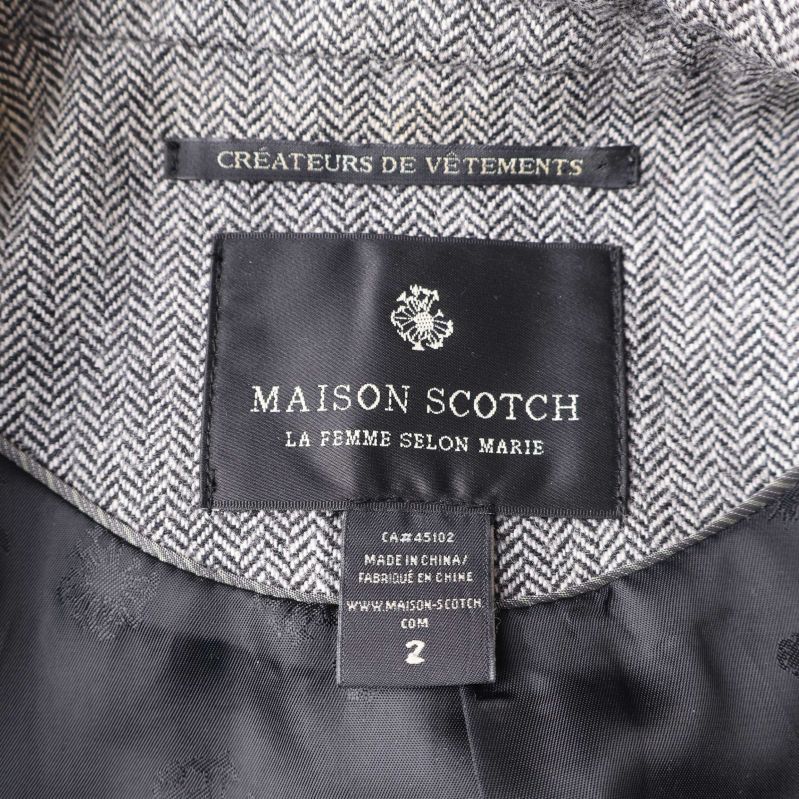 CRÉATEURS DE VÊTEMENTS
MAISON SCOTCH
LA FEMME SELON MARIE
CA#45102
MADE IN CHINA/
FABRIQUÉ EN CHINE
WWW.MAISON-SCOTCH.
COM
2